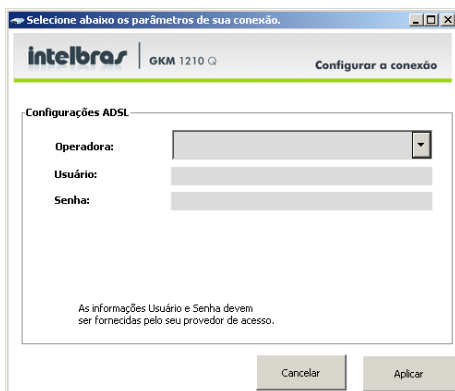 Selecione abaixo os parâmetros de sua conexão.
intelbras GKM 1210 Q
Configurar a conexão
Configurações ADSL
Operadora:
Usuário:
Senha:
As informações Usuário e Senha devem
ser fornecidas pelo seu provedor de acesso.
Cancelar Aplicar